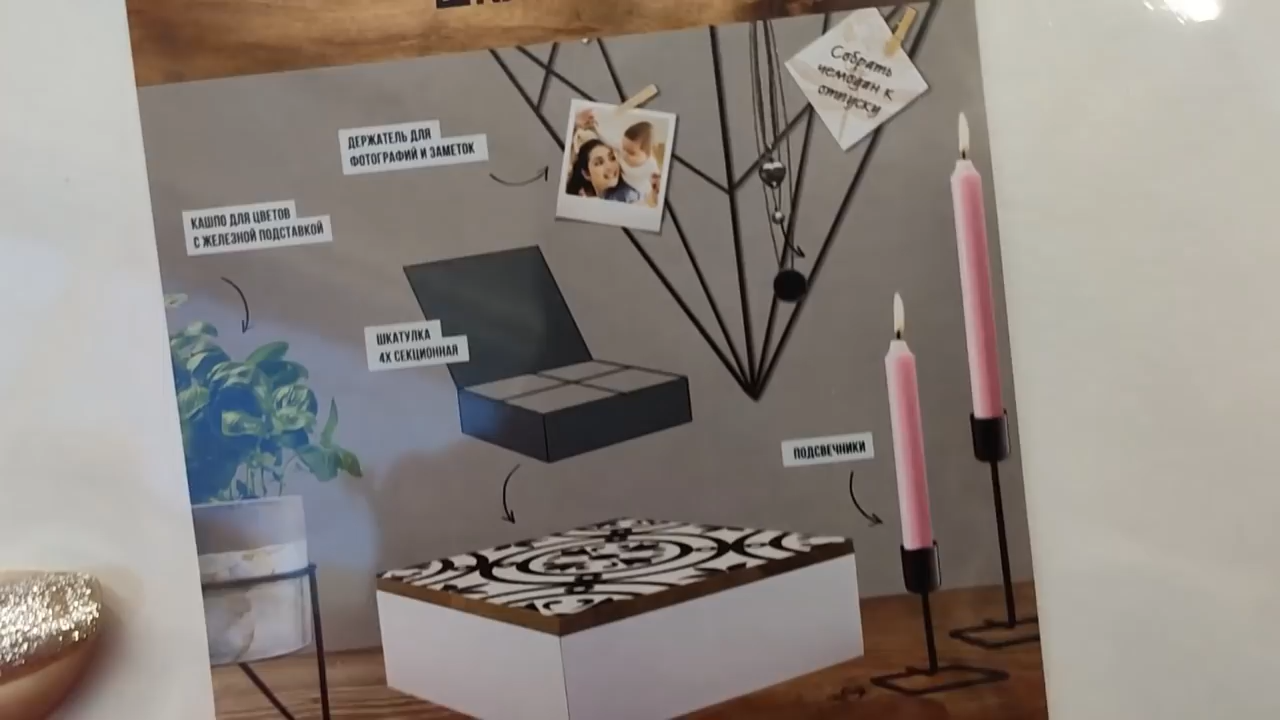 Собрать
чемодан к
отпуску
ДЕРЖАТЕЛЬ ДЛЯ
ФОТОГРАФИЙ И ЗАМЕТОК
КАШПО ДЛЯ ЦВЕТОВ
С ЖЕЛЕЗНОЙ ПОДСТАВКОЙ
ШКАТУЛКА
4Х СЕКЦИОННАЯ
ПОДСВЕЧНИКИ